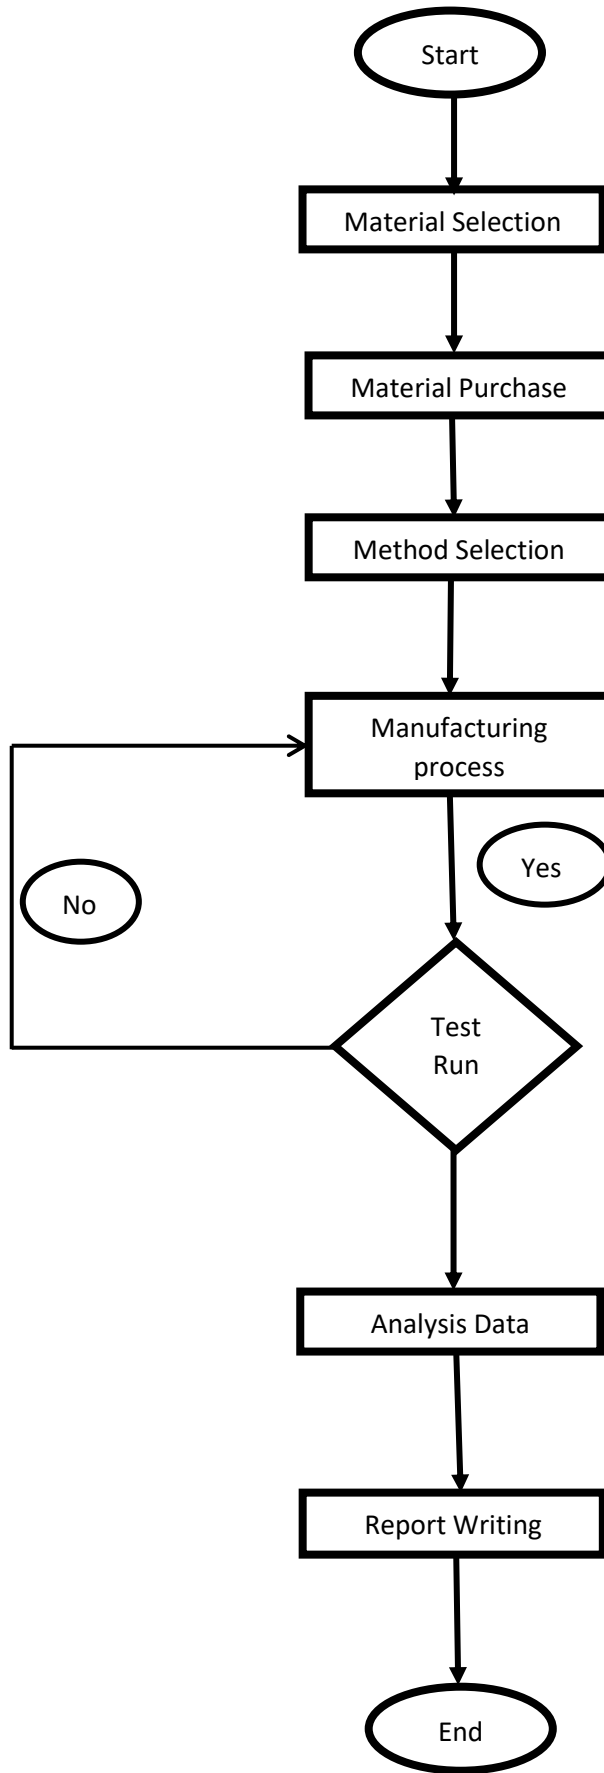 Start
Material Selection
Material Purchase
Method Selection
Manufacturing
process
Yes
No
Test
Run
Analysis Data
Report Writing
End